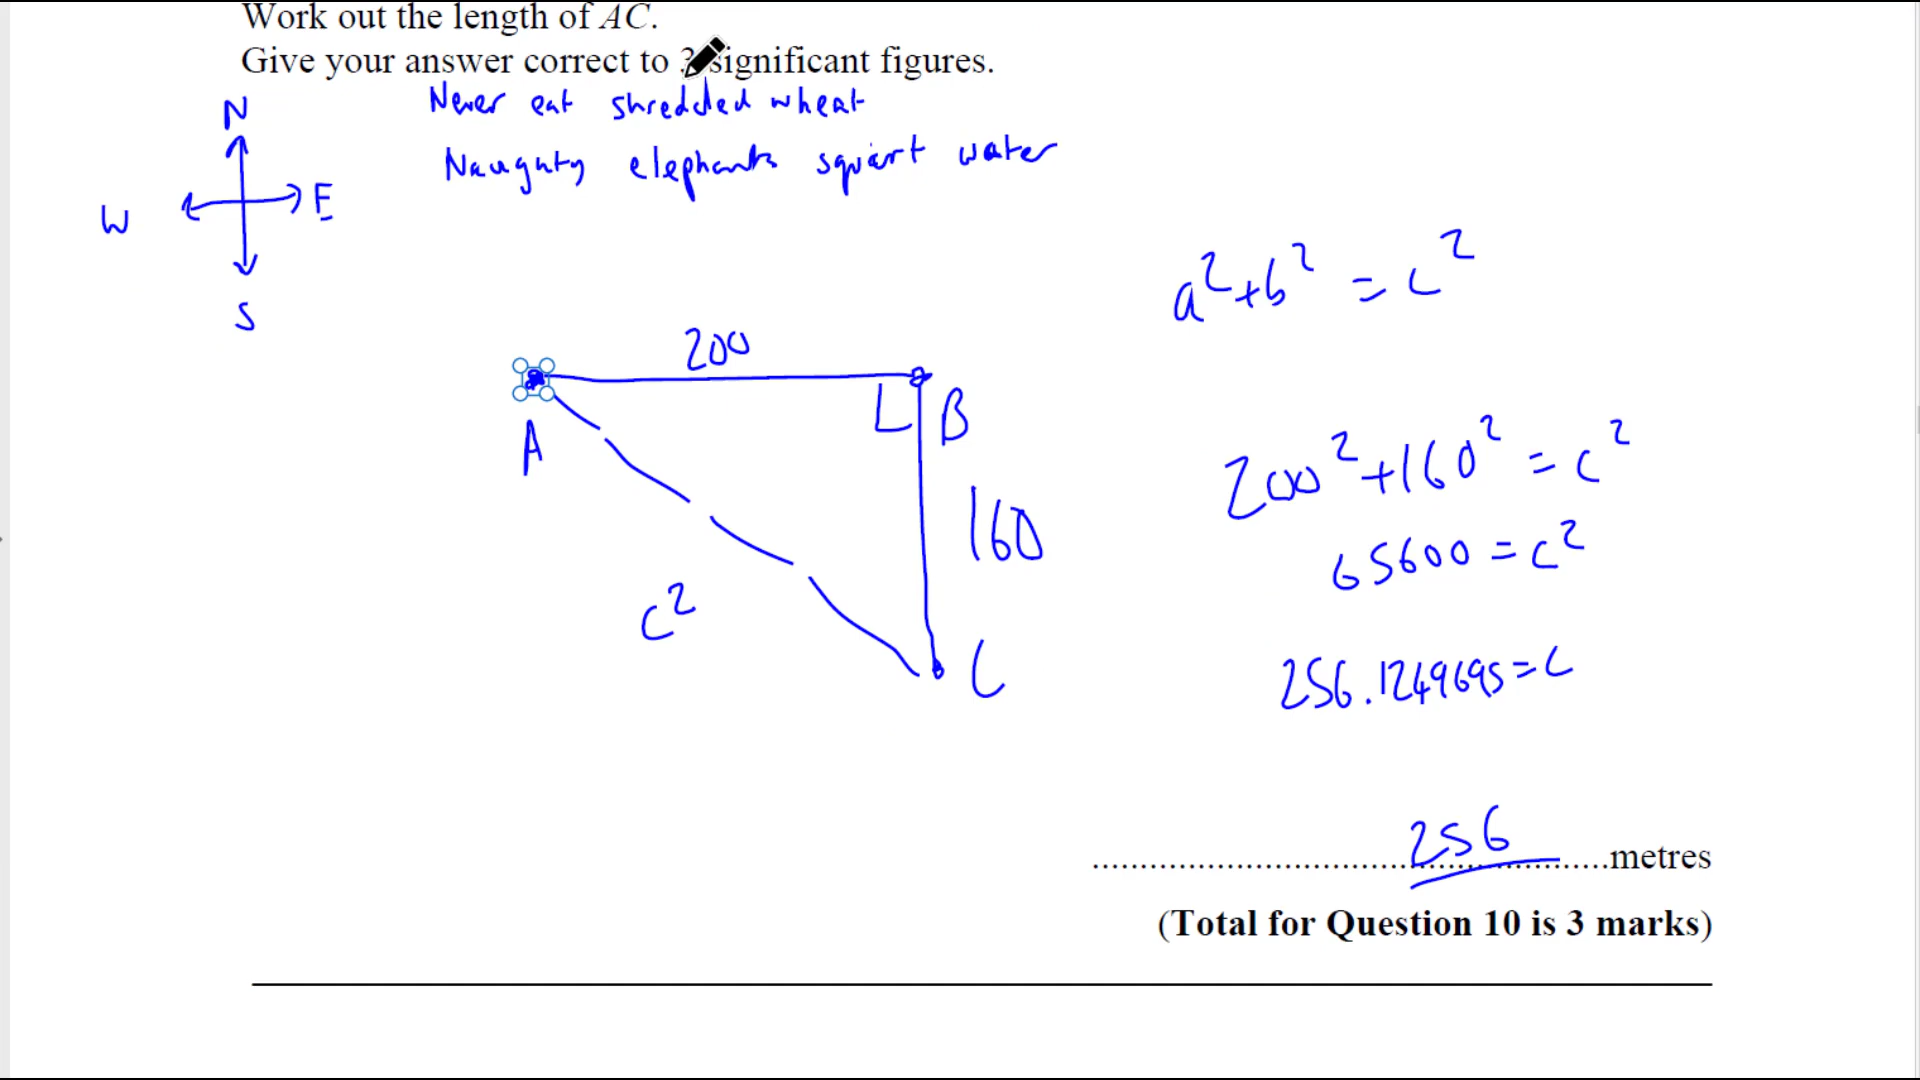 Work out the length of AC.
Give your answer correct to 3 significant figures.
Never eat shredded wheat
Naughty elephants squirt water
N
W
E
S
a² + b² = c²
200
A
B
200² + 160² = c²
160
65600 = c²
c²
C
256.1249695 = c
256
metres
(Total for Question 10 is 3 marks)